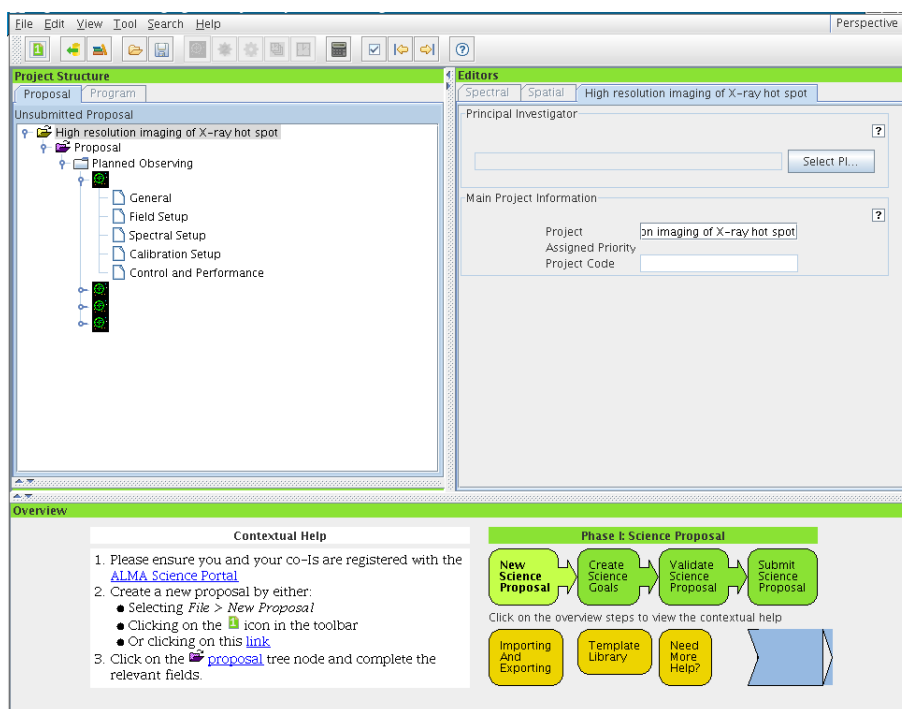 File Edit View Tool Search Help
Perspective
Project Structure
Proposal Program
Unsubmitted Proposal
High resolution imaging of X-ray hot spot
Proposal
Planned Observing
General
Field Setup
Spectral Setup
Calibration Setup
Control and Performance
Editors
Spectral Spatial High resolution imaging of X-ray hot spot
Principal Investigator
?
Select PI...
Main Project Information
?
Project on imaging of X-ray hot spot
Assigned Priority
Project Code
Overview
Contextual Help
1. Please ensure you and your co-Is are registered with the
ALMA Science Portal
2. Create a new proposal by either:
• Selecting File > New Proposal
• Clicking on the 1 icon in the toolbar
• Or clicking on this link
3. Click on the proposal tree node and complete the
relevant fields.
Phase I: Science Proposal
New
Science
Proposal
Create
Science
Goals
Validate
Science
Proposal
Submit
Science
Proposal
Click on the overview steps to view the contextual help
Importing
And
Exporting
Template
Library
Need
More
Help?